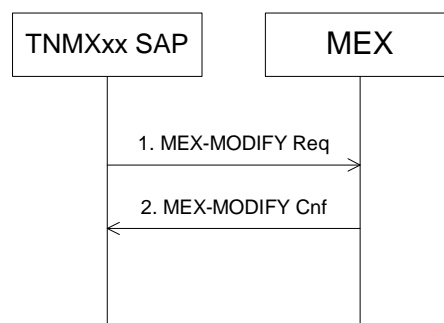 TNMXxx SAP
MEX
1. MEX-MODIFY Req
2. MEX-MODIFY Cnf